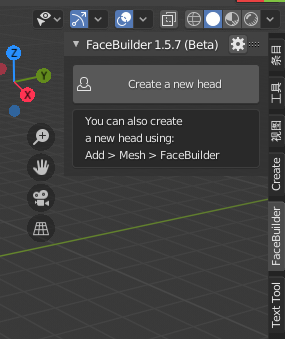 FaceBuilder 1.5.7 (Beta)
Create a new head
You can also create
a new head using:
Add > Mesh > FaceBuilder
Z
Y
X
条目
工具
视图
Create
FaceBuilder
Text Tool